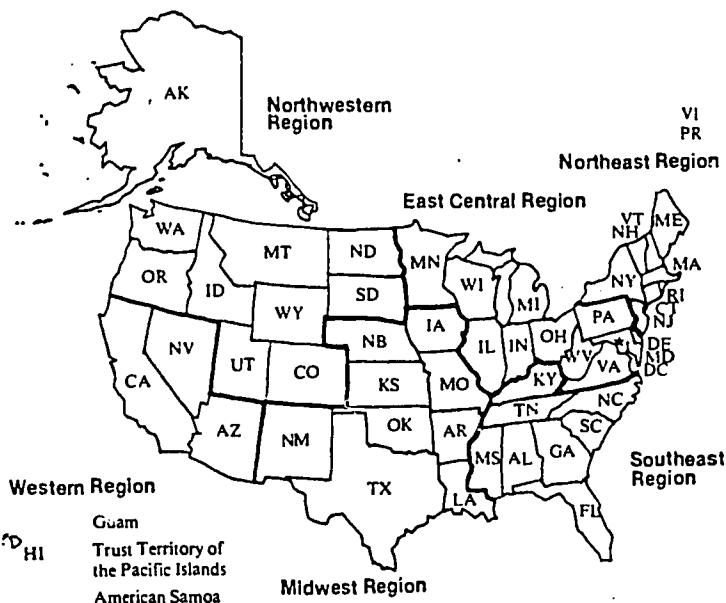 AK
Northwestern
Region
VI
PR
Northeast Region
East Central Region
WA
MT
ND
MN
VT
NH
ME
OR
ID
SD
WI
MI
NY
MA
RI
CT
WY
IA
PA
NJ
NV
UT
CO
NB
IL
IN
OH
WV
VA
DE
MD
DC
CA
KS
MO
KY
AZ
NM
OK
AR
TN
NC
SC
TX
LA
MS
AL
GA
FL
Southeast
Region
Western Region
Guam
HI
Trust Territory of
the Pacific Islands
American Samoa
Midwest Region